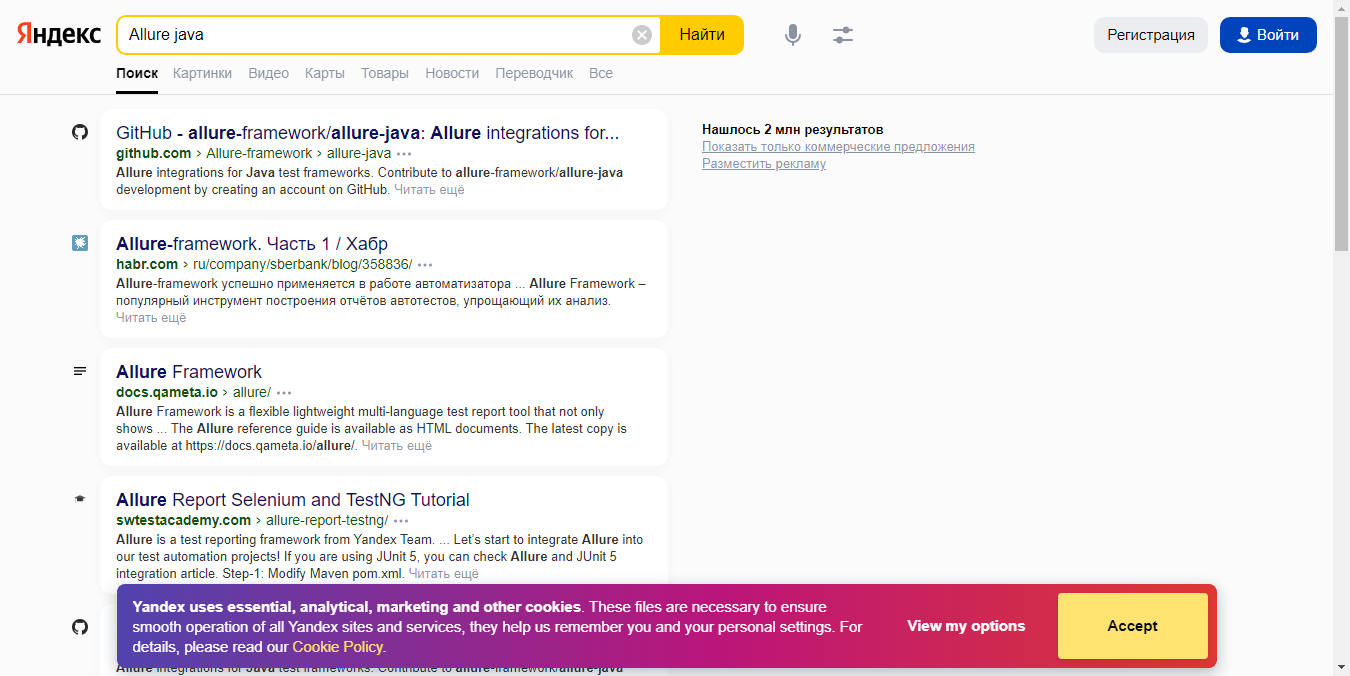 Яндекс
Allure java
Найти
Регистрация
Войти
Поиск Картинки Видео Карты Товары Новости Переводчик Все
GitHub - allure-framework/allure-java: Allure integrations for...
github.com › Allure-framework › allure-java
Allure integrations for Java test frameworks. Contribute to allure-framework/allure-java
development by creating an account on GitHub. Читать ещё
Allure-framework. Часть 1 / Хабр
habr.com › ru/company/sberbank/blog/358836/
Allure-framework успешно применяется в работе автоматизатора ... Allure Framework –
популярный инструмент построения отчётов автотестов, упрощающий их анализ.
Читать ещё
Allure Framework
docs.qameta.io › allure/
Allure Framework is a flexible lightweight multi-language test report tool that not only
shows ... The Allure reference guide is available as HTML documents. The latest copy is
available at https://docs.qameta.io/allure/. Читать ещё
Allure Report Selenium and TestNG Tutorial
swtestacademy.com › allure-report-testng/
Allure is a test reporting framework from Yandex Team. ... Let's start to integrate Allure into
our test automation projects! If you are using JUnit 5, you can check Allure and JUnit 5
integration article. Step-1: Modify Maven pom.xml. Читать ещё
Нашлось 2 млн результатов
Показать только коммерческие предложения
Разместить рекламу
Yandex uses essential, analytical, marketing and other cookies. These files are necessary to ensure
smooth operation of all Yandex sites and services, they help us remember you and your personal settings. For
details, please read our Cookie Policy.
View my options
Accept
Allure integrations for Java test frameworks. Contribute to allure-framework/allure-java